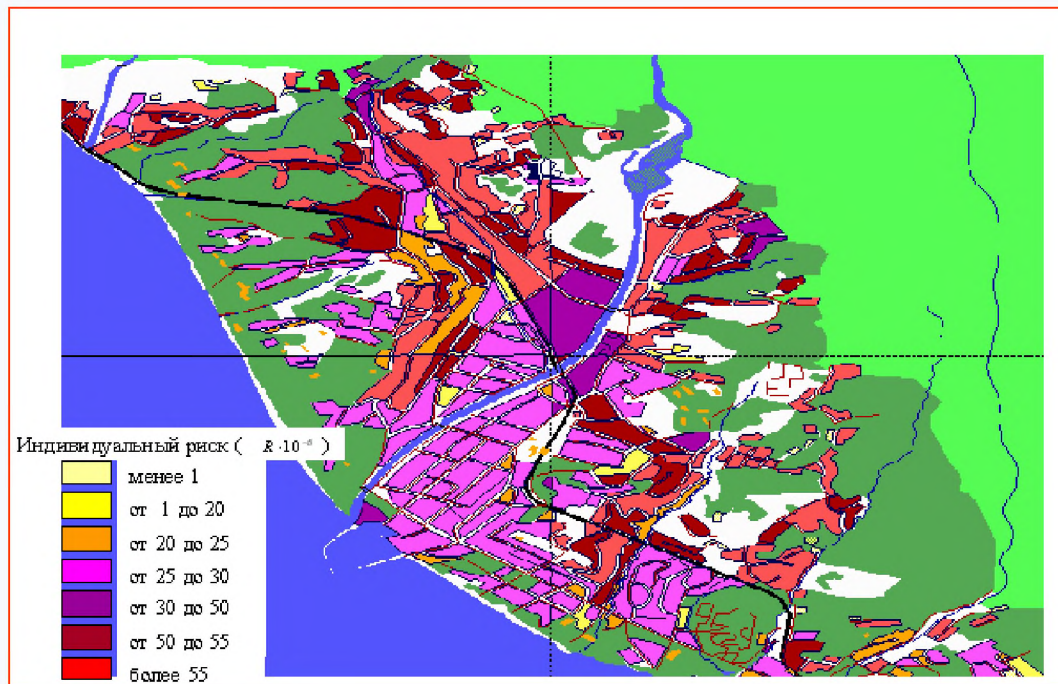 Индивидуальный риск ( R·10⁻⁶ )
менее 1
от 1 до 20
от 20 до 25
от 25 до 30
от 30 до 50
от 50 до 55
более 55